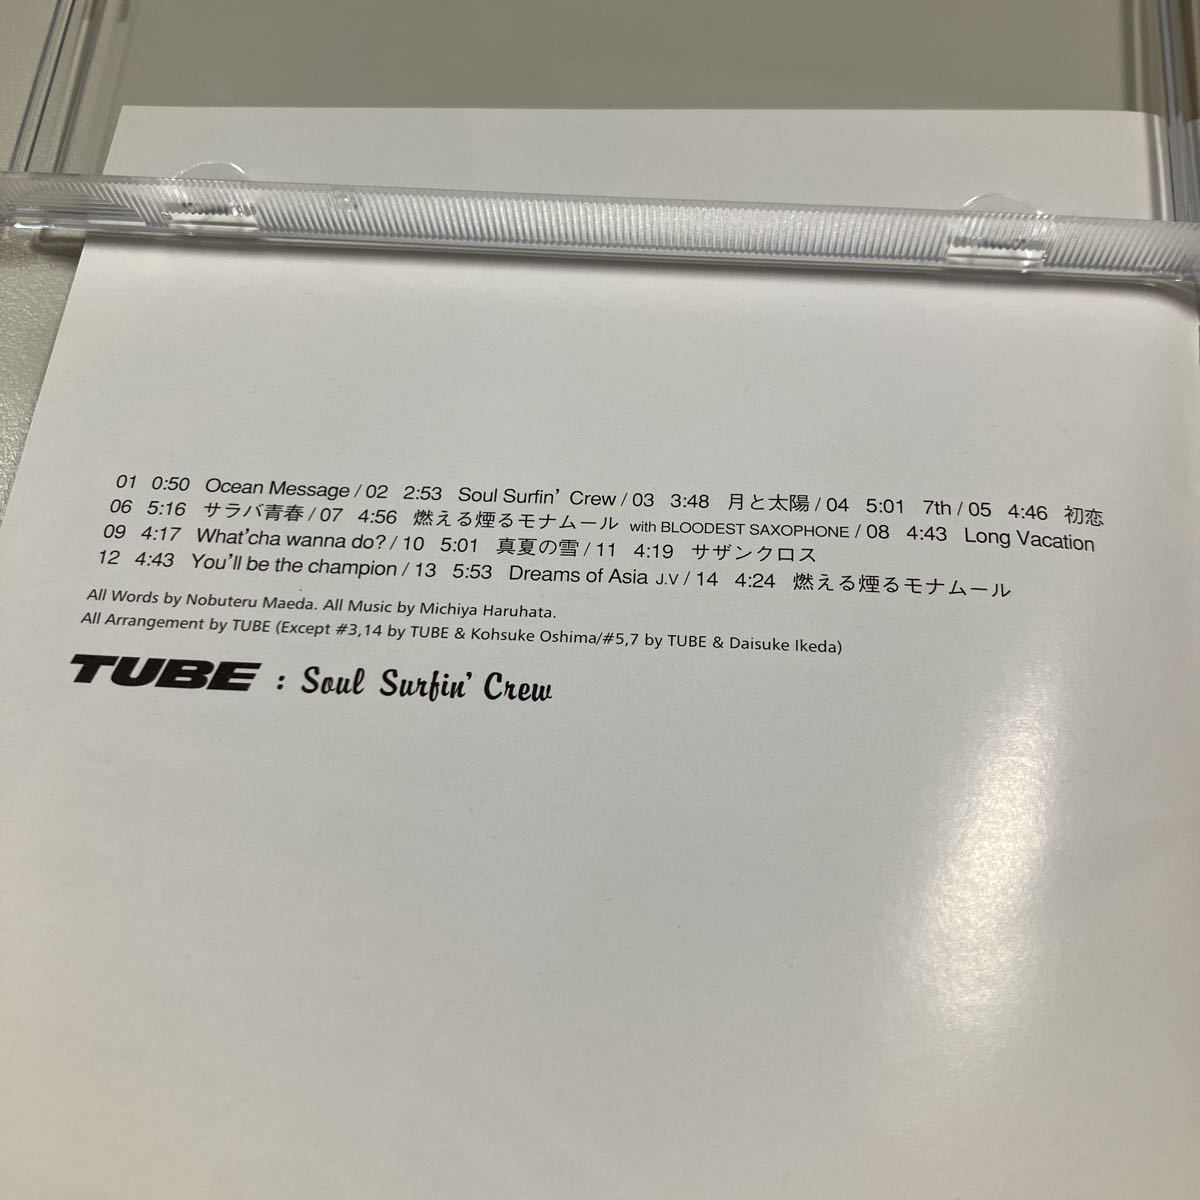 01 0:50 Ocean Message / 02 2:53 Soul Surfin' Crew / 03 3:48 月と太陽 / 04 5:01 7th / 05 4:46 初恋
06 5:16 サラバ青春 / 07 4:56 燃える煙るモナムール with BLOODEST SAXOPHONE / 08 4:43 Long Vacation
09 4:17 What'cha wanna do? / 10 5:01 真夏の雪 / 11 4:19 サザンクロス
12 4:43 You'll be the champion / 13 5:53 Dreams of Asia J.V / 14 4:24 燃える煙るモナムール
All Words by Nobuteru Maeda. All Music by Michiya Haruhata.
All Arrangement by TUBE (Except #3,14 by TUBE & Kohsuke Oshima/#5,7 by TUBE & Daisuke Ikeda)
TUBE : Soul Surfin' Crew